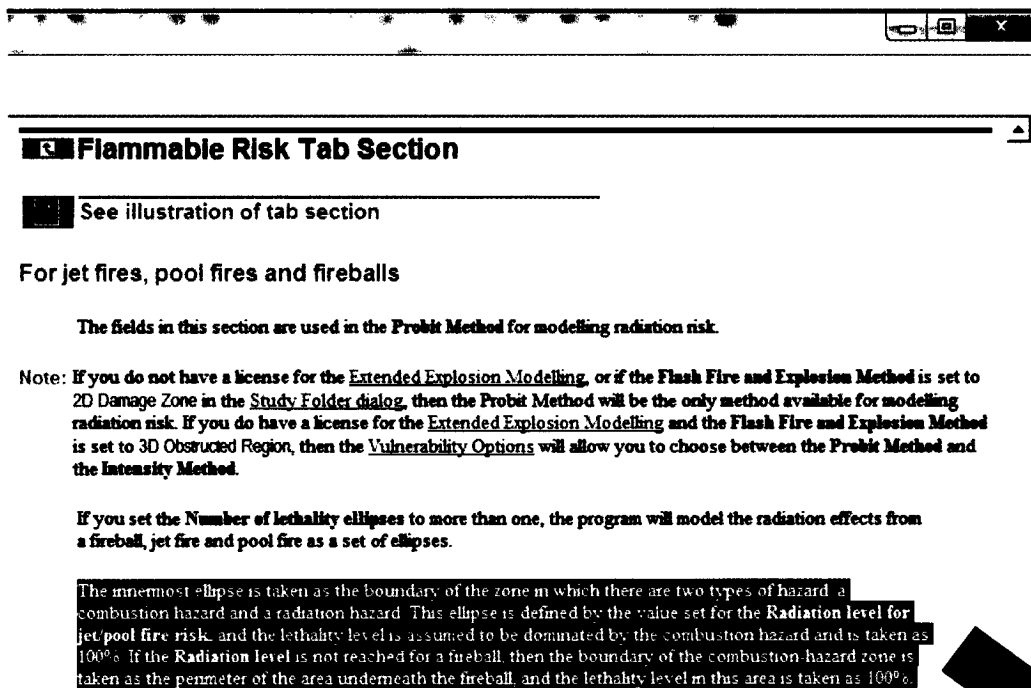 Flammable Risk Tab Section
See illustration of tab section
For jet fires, pool fires and fireballs
The fields in this section are used in the Probit Method for modelling radiation risk.
Note: If you do not have a license for the Extended Explosion Modelling, or if the Flash Fire and Explosion Method is set to
2D Damage Zone in the Study Folder dialog, then the Probit Method will be the only method available for modelling
radiation risk. If you do have a license for the Extended Explosion Modelling and the Flash Fire and Explosion Method
is set to 3D Obstructed Region, then the Vulnerability Options will allow you to choose between the Probit Method and
the Intensity Method.
If you set the Number of lethality ellipses to more than one, the program will model the radiation effects from
a fireball, jet fire and pool fire as a set of ellipses.
The innermost ellipse is taken as the boundary of the zone in which there are two types of hazard: a
combustion hazard and a radiation hazard. This ellipse is defined by the value set for the Radiation level for
jet/pool fire risk, and the lethality level is assumed to be dominated by the combustion hazard and is taken as
100%. If the Radiation level is not reached for a fireball, then the boundary of the combustion-hazard zone is
taken as the perimeter of the area underneath the fireball, and the lethality level in this area is taken as 100%.